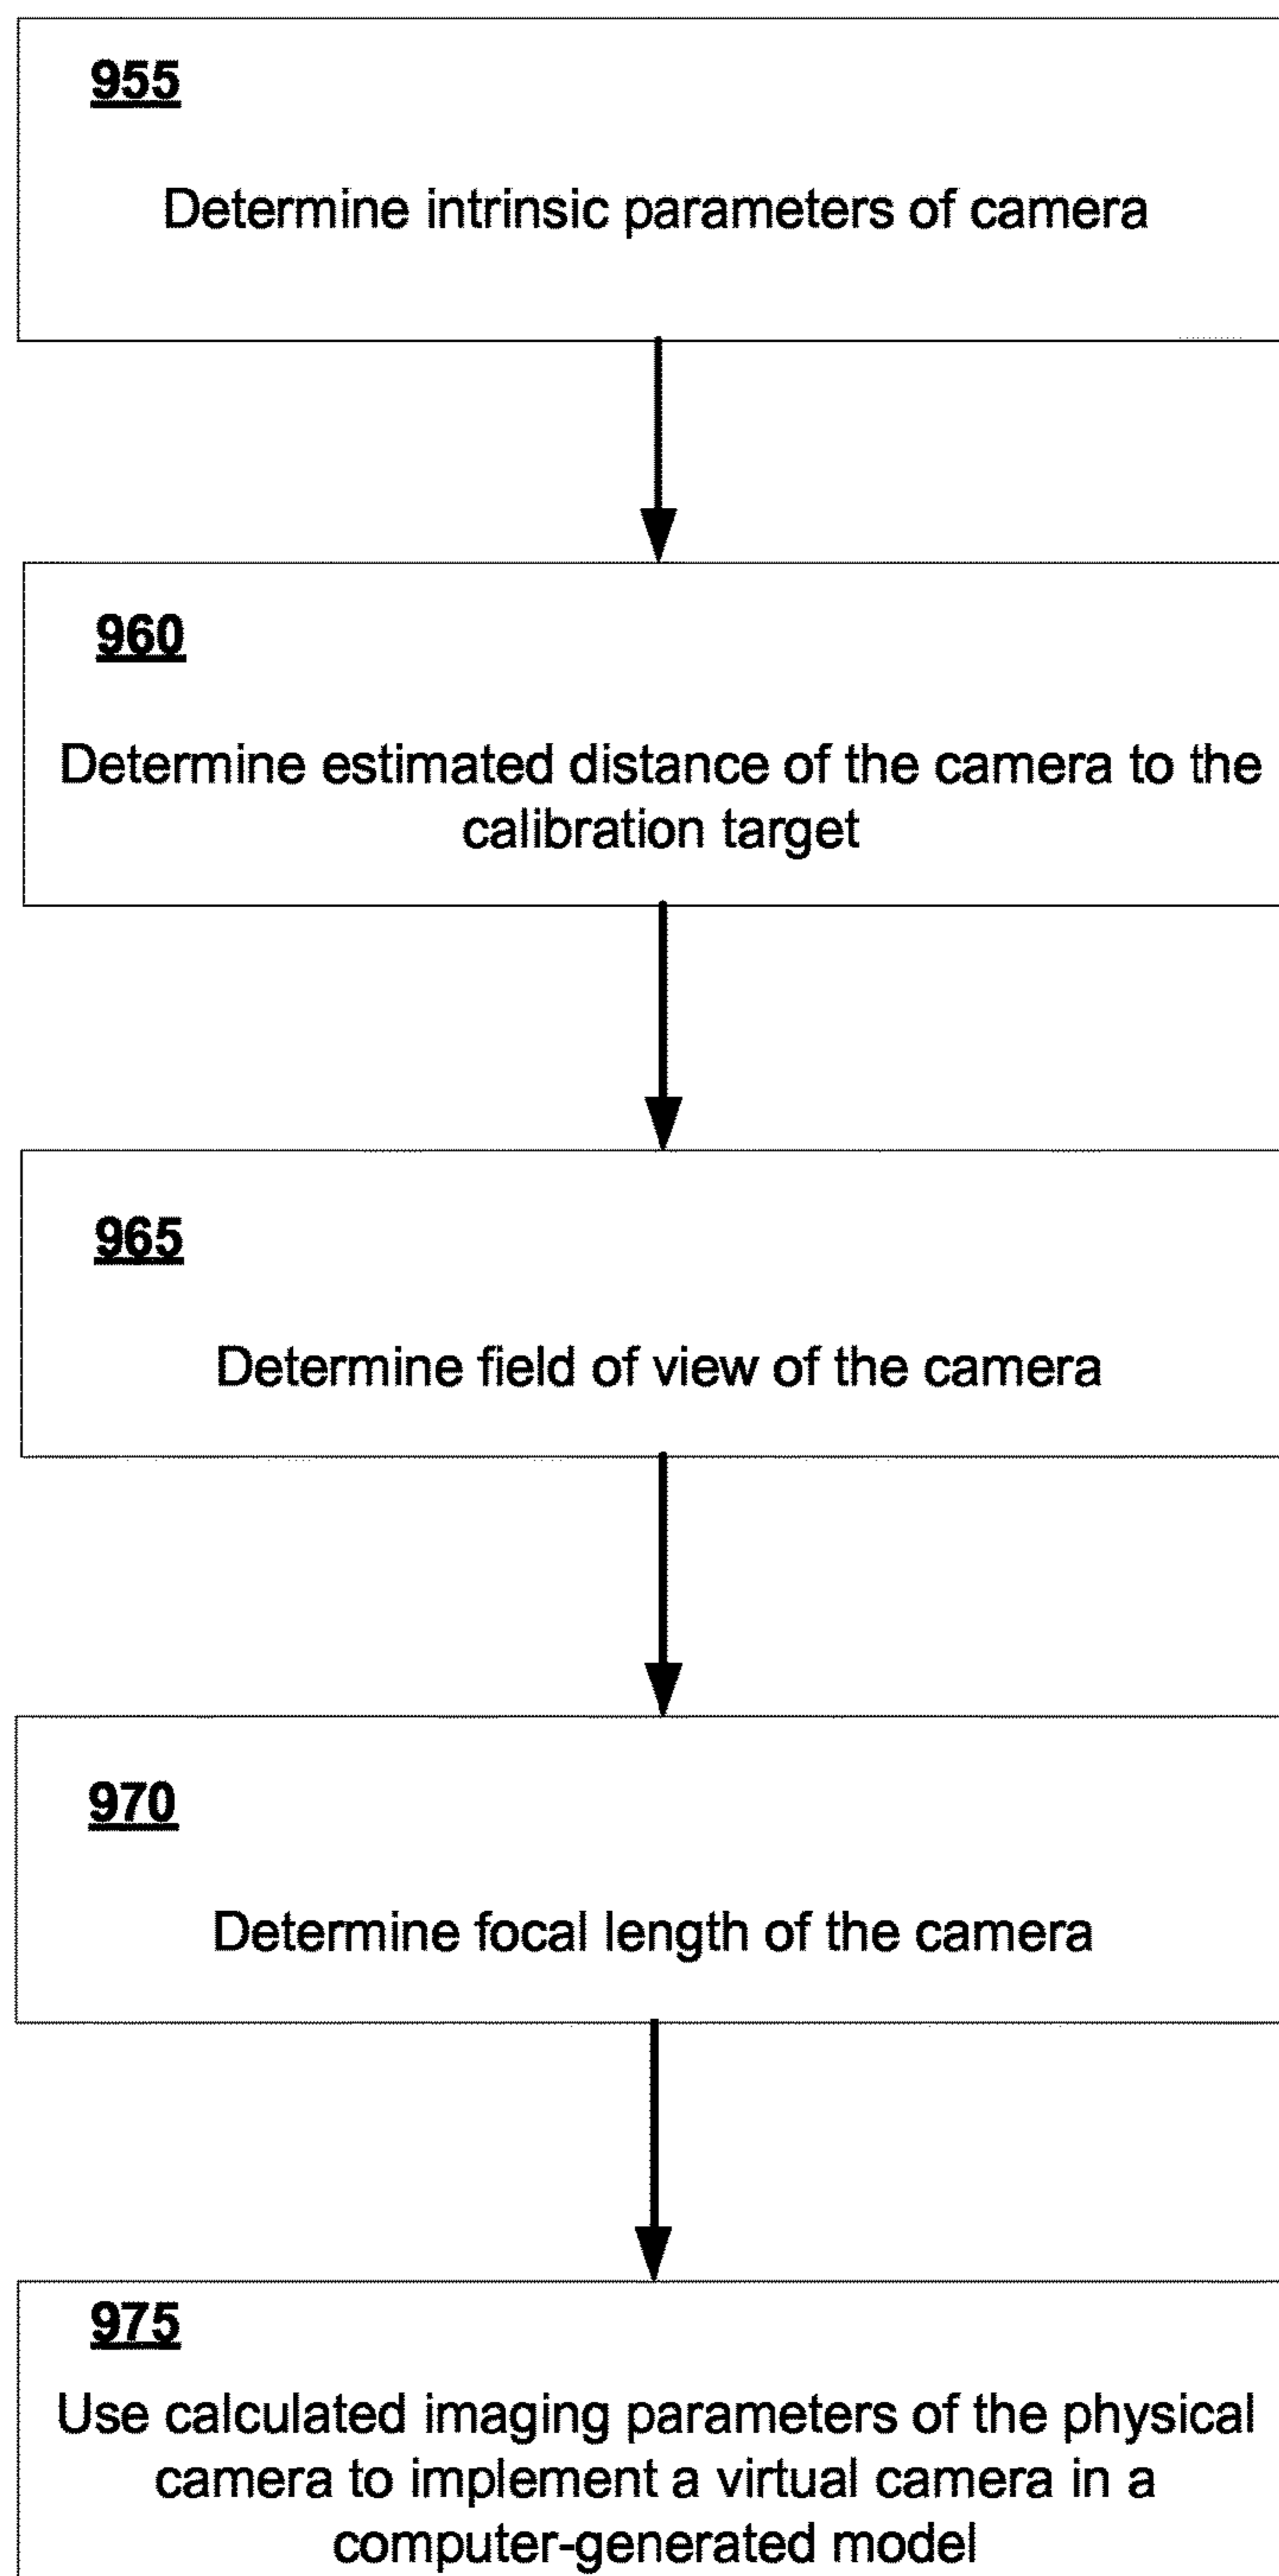 955
Determine intrinsic parameters of camera
960
Determine estimated distance of the camera to the
calibration target
965
Determine field of view of the camera
970
Determine focal length of the camera
975
Use calculated imaging parameters of the physical
camera to implement a virtual camera in a
computer-generated model